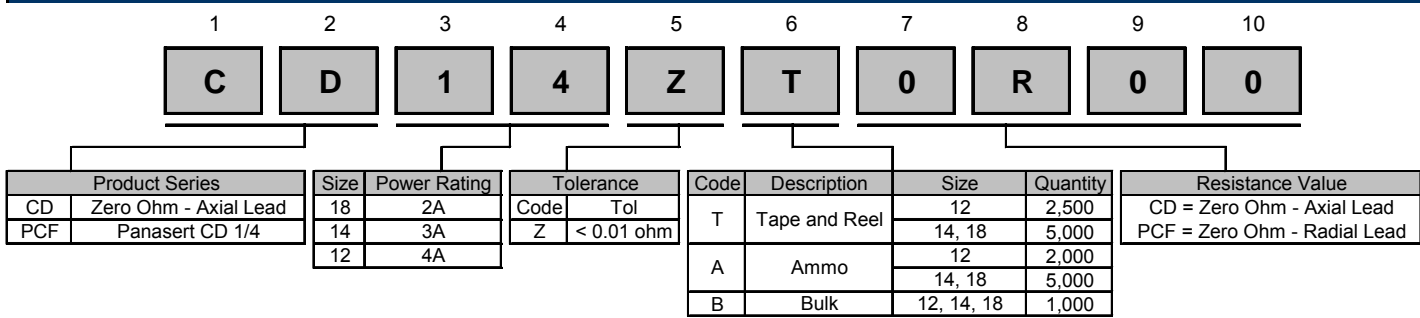 1 2 3 4 5 6 7 8 9 10
C D 1 4 Z T 0 R 0 0
Product Series
CD Zero Ohm - Axial Lead
PCF Panasert CD 1/4
Size Power Rating
18 2A
14 3A
12 4A
Tolerance
Code Tol
Z < 0.01 ohm
Code Description Size Quantity
T Tape and Reel 12 2,500
14, 18 5,000
A Ammo 12 2,000
14, 18 5,000
B Bulk 12, 14, 18 1,000
Resistance Value
CD = Zero Ohm - Axial Lead
PCF = Zero Ohm - Radial Lead